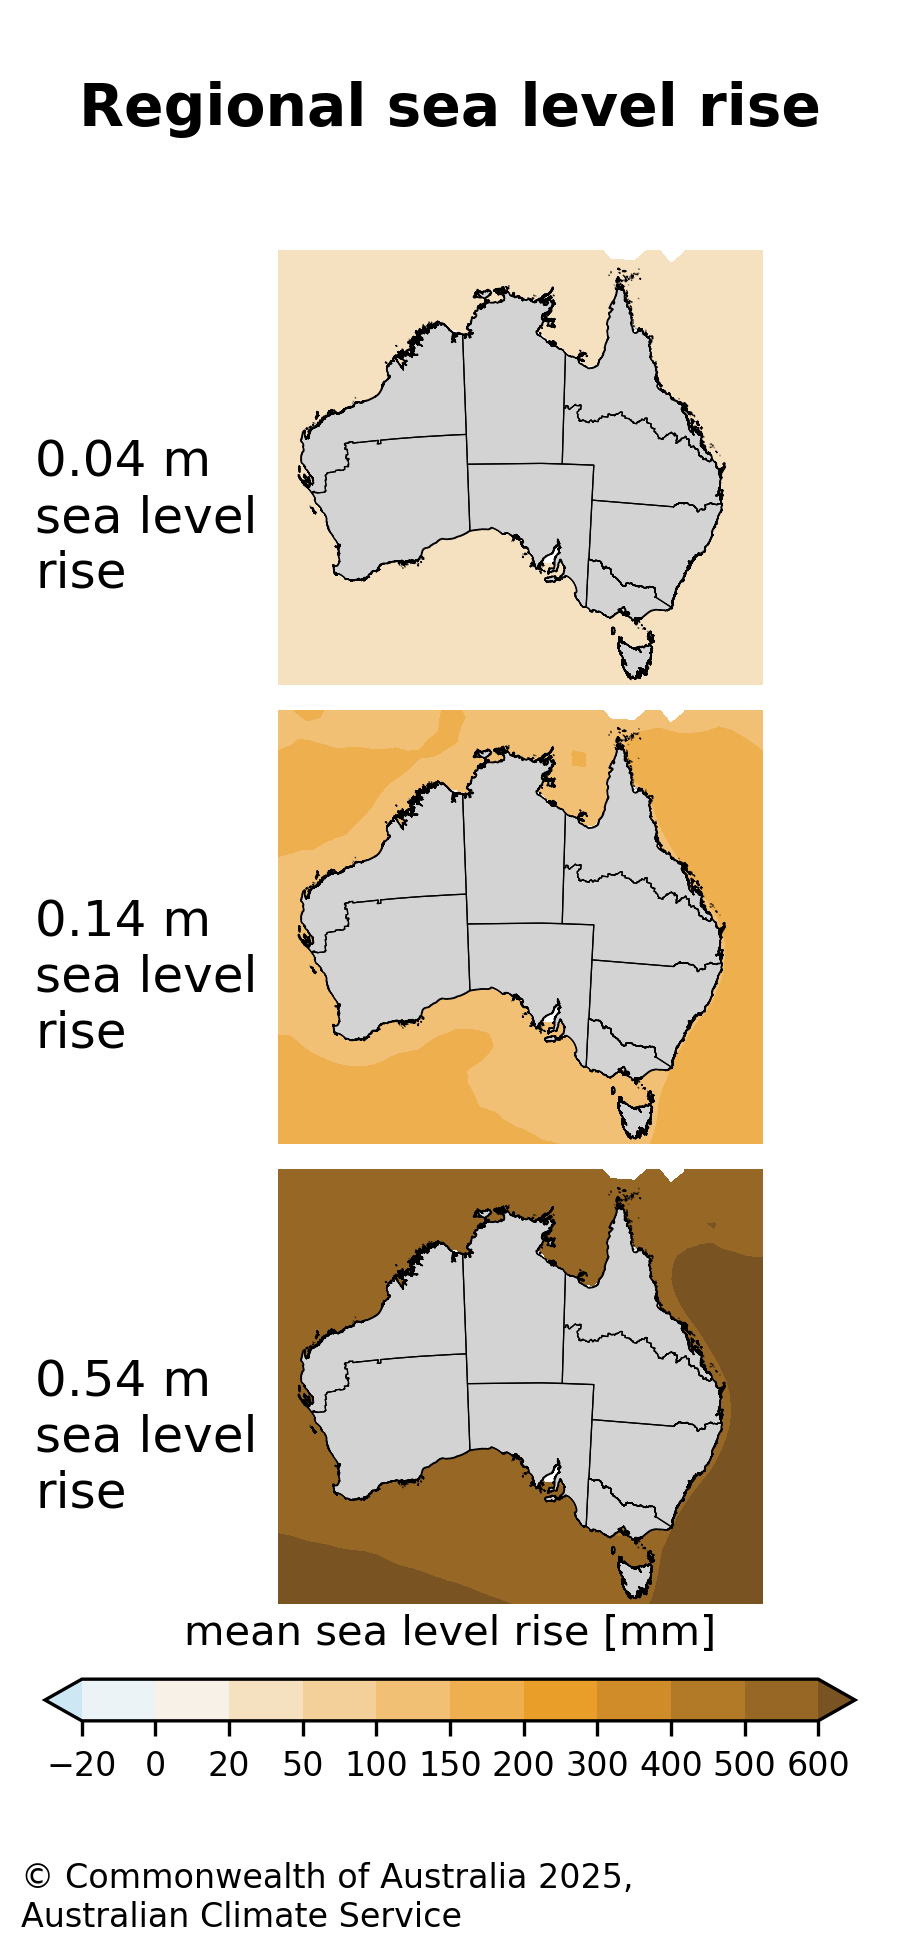 Regional sea level rise
0.04 m
sea level
rise
0.14 m
sea level
rise
0.54 m
sea level
rise
mean sea level rise [mm]
−20 0 20 50 100 150 200 300 400 500 600
© Commonwealth of Australia 2025,
Australian Climate Service